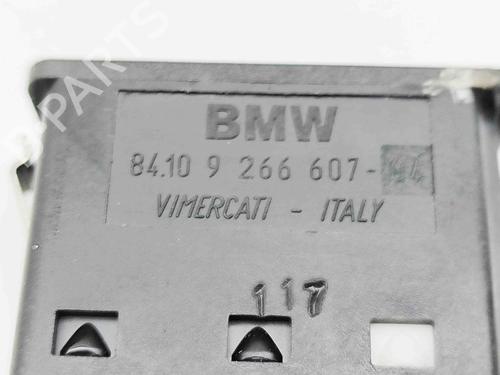 BMW
84.10 9 266 607-
VIMERCATI - ITALY
117